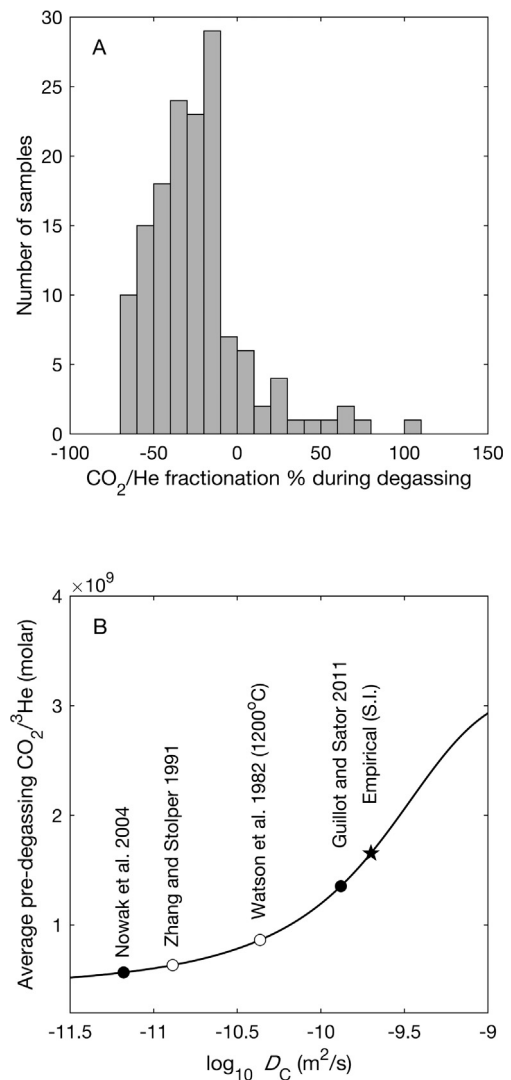 A
30
25
20
15
10
5
0
Number of samples
-100
-50
0
50
100
150
CO2/He fractionation % during degassing
×10⁹
B
4
3
2
1
Average pre-degassing CO2/³He (molar)
Nowak et al. 2004
Zhang and Stolper 1991
Watson et al. 1982 (1200°C)
Guillot and Sator 2011
Empirical (S.I.)
-11.5
-11
-10.5
-10
-9.5
-9
log10 DC (m²/s)